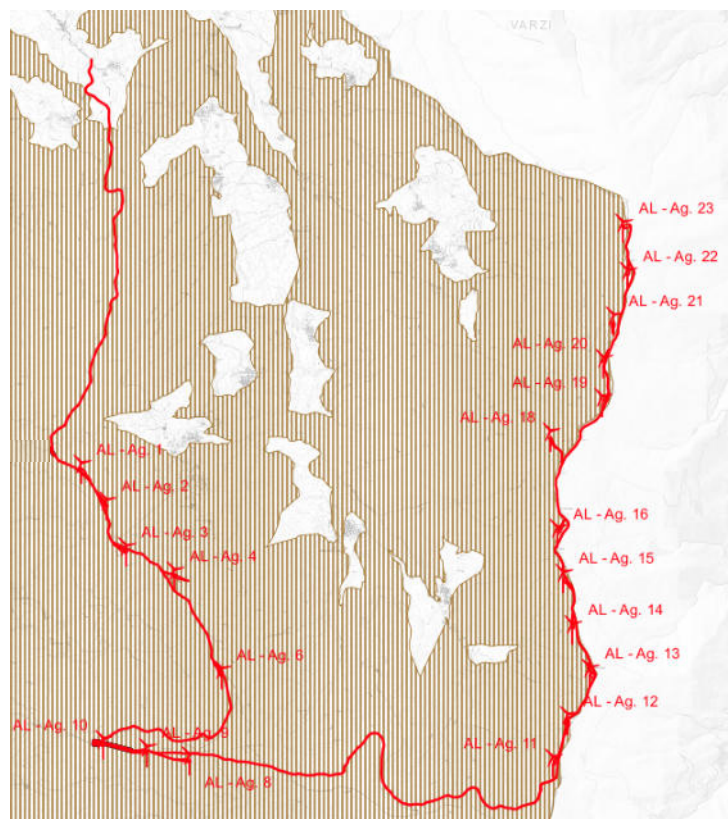 VARZI
AL - Ag. 23
AL - Ag. 22
AL - Ag. 21
AL - Ag. 20
AL - Ag. 19
AL - Ag. 18
AL - Ag. 1
AL - Ag. 2
AL - Ag. 16
AL - Ag. 3
AL - Ag. 4
AL - Ag. 15
AL - Ag. 14
AL - Ag. 6
AL - Ag. 13
AL - Ag. 12
AL - Ag. 10
AL - Ag. 9
AL - Ag. 11
AL - Ag. 8